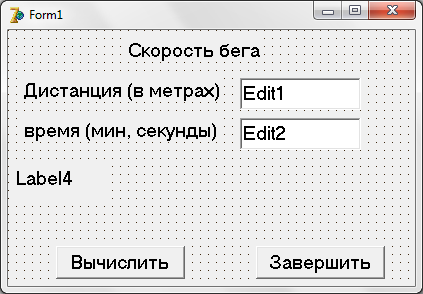 Form1
Скорость бега
Дистанция (в метрах) Edit1
время (мин, секунды) Edit2
Label4
Вычислить Завершить